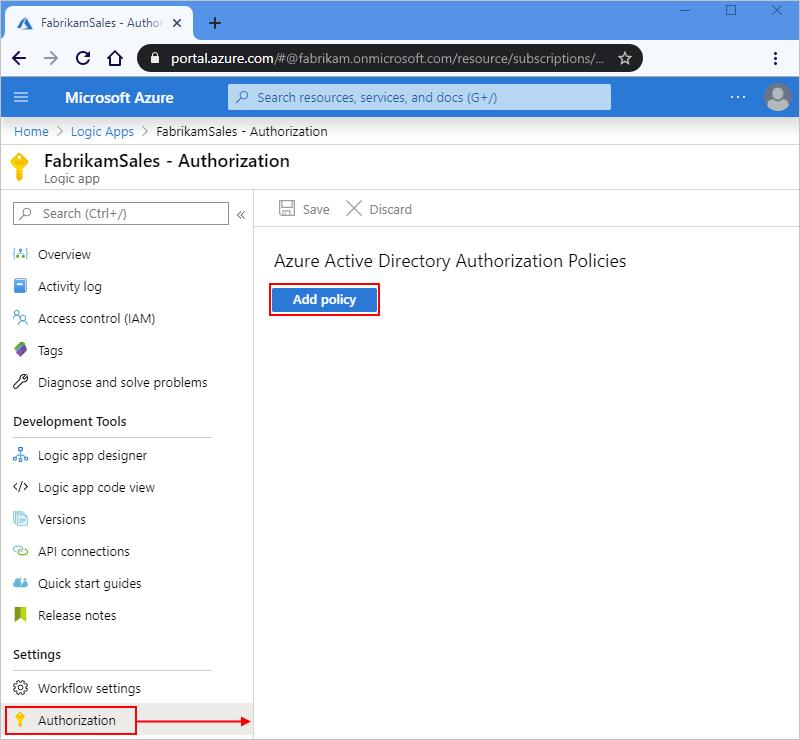 FabrikamSales - Author
portal.azure.com/#@fabrikam.onmicrosoft.com/resource/subscriptions/...
Microsoft Azure
Search resources, services, and docs (G+/)
Home > Logic Apps > FabrikamSales - Authorization
FabrikamSales - Authorization
Logic app
Search (Ctrl+/)
«
Save
Discard
Overview
Activity log
Access control (IAM)
Tags
Diagnose and solve problems
Development Tools
Logic app designer
Logic app code view
Versions
API connections
Quick start guides
Release notes
Settings
Workflow settings
Authorization
Azure Active Directory Authorization Policies
Add policy